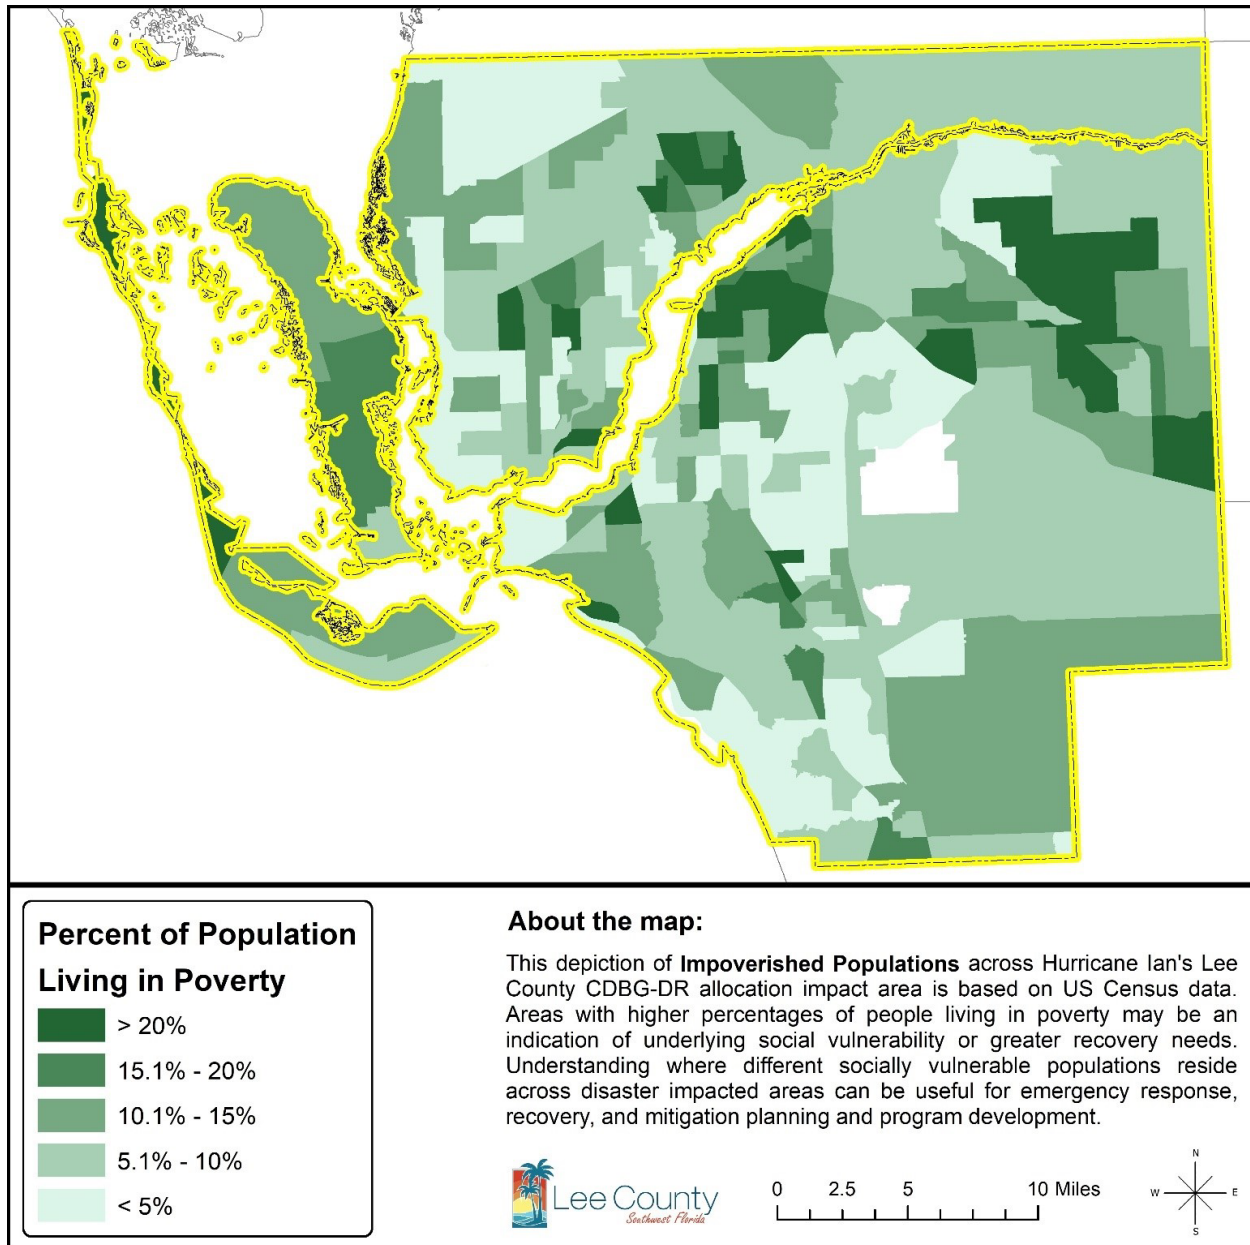 Percent of Population
Living in Poverty
> 20%
15.1% - 20%
10.1% - 15%
5.1% - 10%
< 5%
About the map:
This depiction of Impoverished Populations across Hurricane Ian's Lee
County CDBG-DR allocation impact area is based on US Census data.
Areas with higher percentages of people living in poverty may be an
indication of underlying social vulnerability or greater recovery needs.
Understanding where different socially vulnerable populations reside
across disaster impacted areas can be useful for emergency response,
recovery, and mitigation planning and program development.
Lee County
Southwest Florida
0 2.5 5 10 Miles
N
W E
S